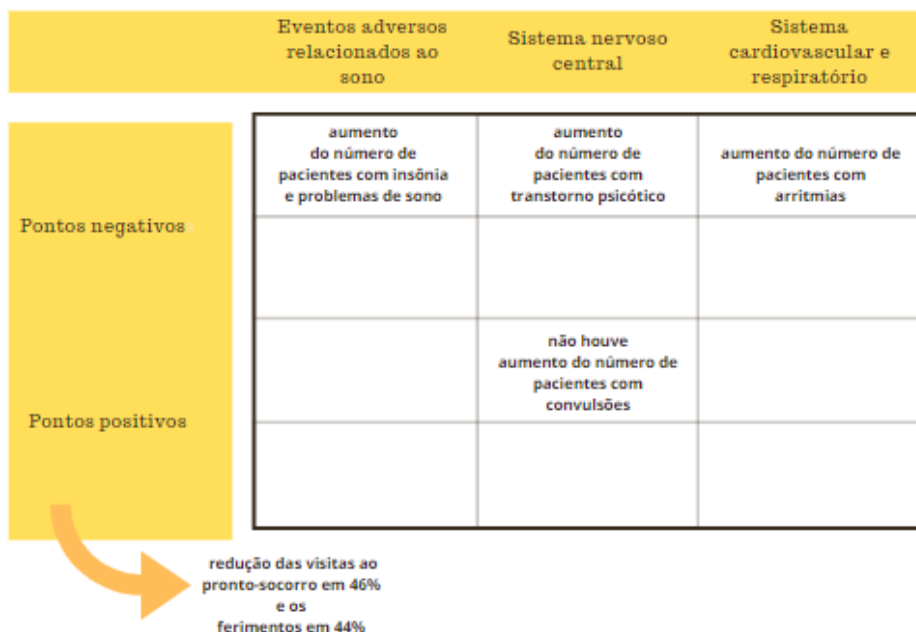 Eventos adversos
relacionados ao
sono
Sistema nervoso
central
Sistema
cardiovascular e
respiratório
Pontos negativos
aumento
do número de
pacientes com insônia
e problemas de sono
aumento
do número de
pacientes com
transtorno psicótico
aumento do número de
pacientes com
arritmias
Pontos positivos
não houve
aumento do número de
pacientes com
convulsões
redução das visitas ao
pronto-socorro em 46%
e os
ferimentos em 44%